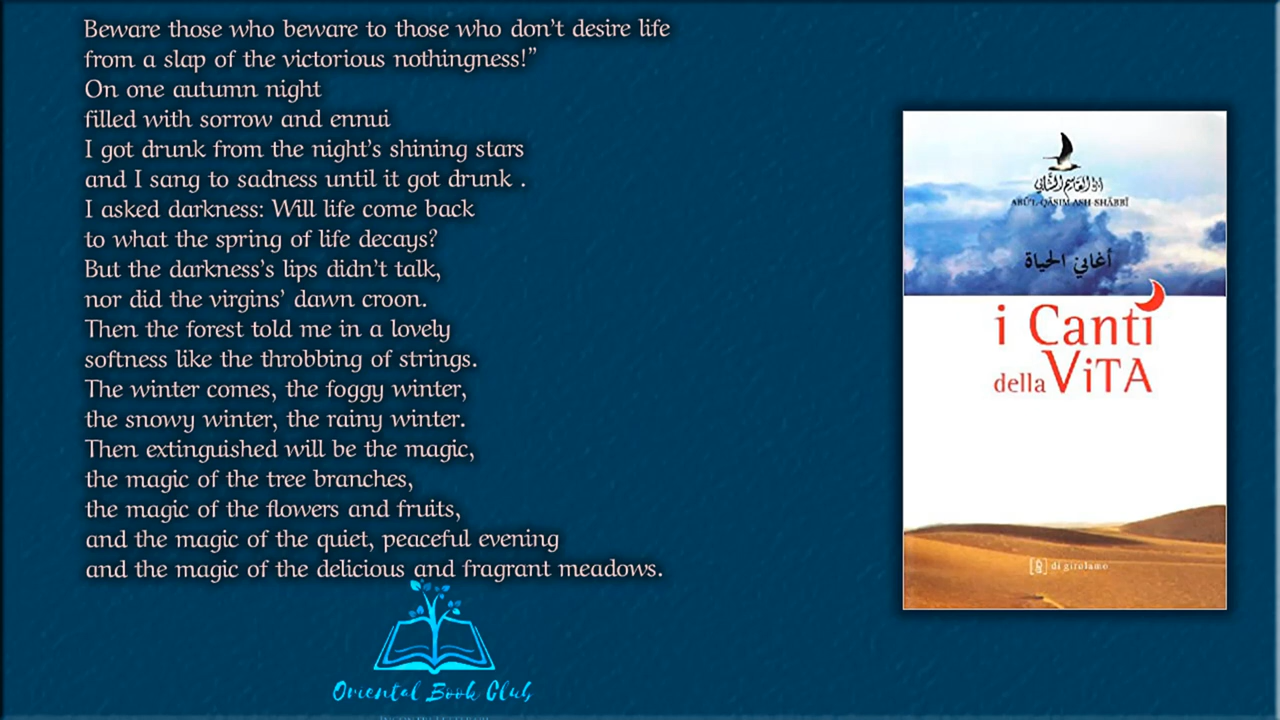 Beware those who beware to those who don't desire life
from a slap of the victorious nothingness!”
On one autumn night
filled with sorrow and ennui
I got drunk from the night's shining stars
and I sang to sadness until it got drunk .
I asked darkness: Will life come back
to what the spring of life decays?
But the darkness's lips didn't talk,
nor did the virgins' dawn croon.
Then the forest told me in a lovely
softness like the throbbing of strings.
The winter comes, the foggy winter,
the snowy winter, the rainy winter.
Then extinguished will be the magic,
the magic of the tree branches,
the magic of the flowers and fruits,
and the magic of the quiet, peaceful evening
and the magic of the delicious and fragrant meadows.
Oriental Book Club
أبو القاسم الشّابّي
ABŪ'L-QĀSIM ASH-SHĀBBĪ
أغاني الحياة
i Canti
della ViTA
di girolamo